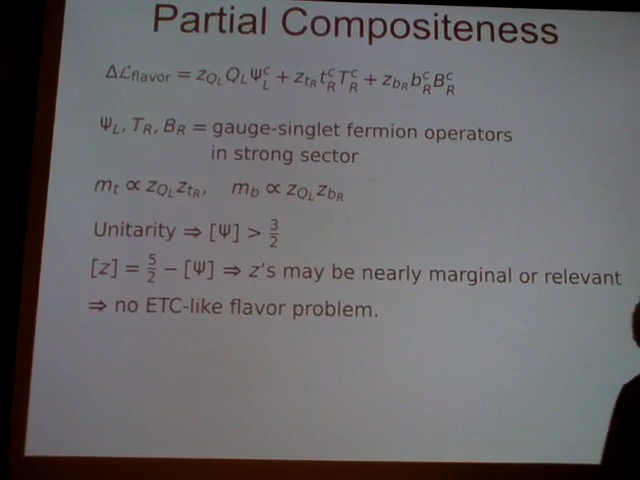 Partial Compositeness
Δℒ_flavor = z_{Q_L} Q_L Ψ_L^c + z_{t_R} t_R^c T_R^c + z_{b_R} b_R^c B_R^c
Ψ_L, T_R, B_R = gauge-singlet fermion operators
in strong sector
m_t ∝ z_{Q_L} z_{t_R}, m_b ∝ z_{Q_L} z_{b_R}
Unitarity ⇒ [Ψ] > 3/2
[z] = 5/2 − [Ψ] ⇒ z's may be nearly marginal or relevant
⇒ no ETC-like flavor problem.